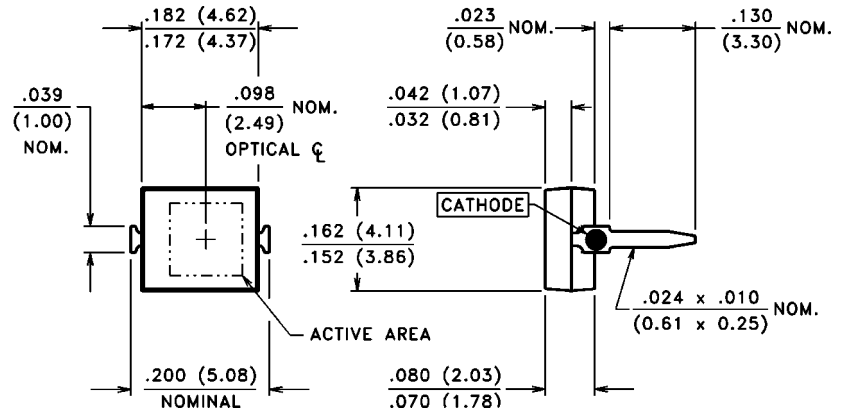 .182 (4.62)
.172 (4.37)
.023
(0.58)
NOM.
.130
(3.30)
NOM.
.039
(1.00)
NOM.
.098
(2.49)
NOM.
OPTICAL ℄
.042 (1.07)
.032 (0.81)
CATHODE
.162 (4.11)
.152 (3.86)
.024 x .010
(0.61 x 0.25)
NOM.
ACTIVE AREA
.200 (5.08)
NOMINAL
.080 (2.03)
.070 (1.78)